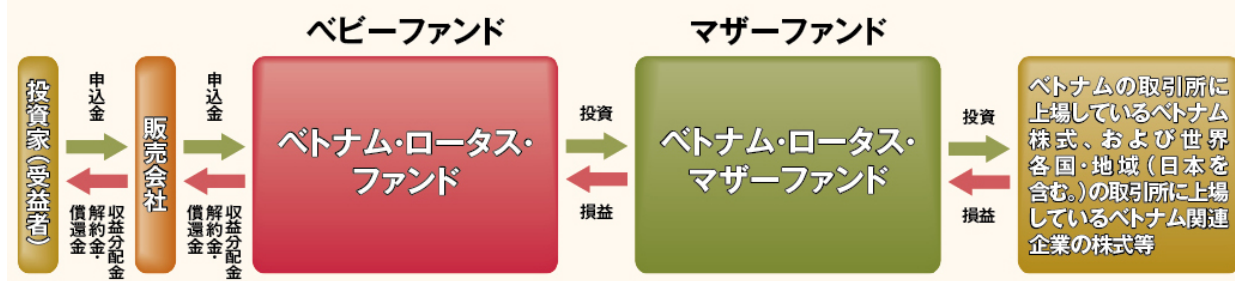 ベビーファンド
マザーファンド
投資家(受益者)
申込金
収益分配金
解約金・
償還金
販売会社
申込金
収益分配金
解約金・
償還金
ベトナム・ロータス・
ファンド
投資
損益
ベトナム・ロータス・
マザーファンド
投資
損益
ベトナムの取引所に
上場しているベトナム
株式、および世界
各国・地域(日本を
含む。)の取引所に上場
しているベトナム関連
企業の株式等